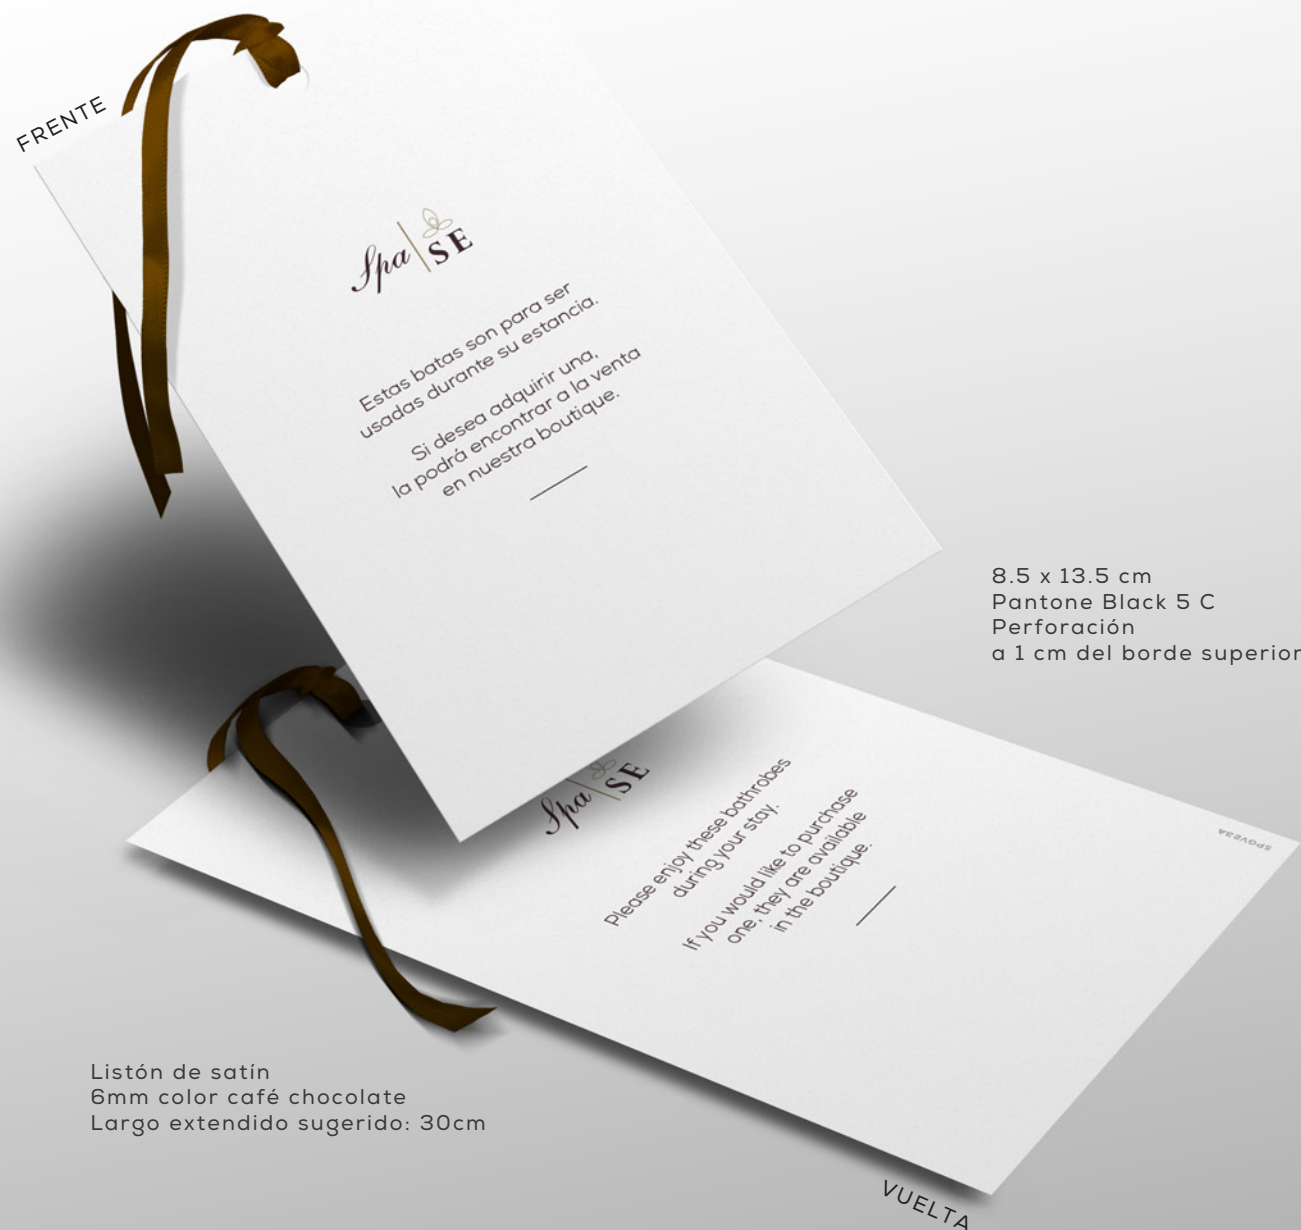 FRENTE
Spa SE
Estas batas son para ser
usadas durante su estancia.
Si desea adquirir una,
la podrá encontrar a la venta
en nuestra boutique.
8.5 x 13.5 cm
Pantone Black 5 C
Perforación
a 1 cm del borde superior
Spa SE
Please enjoy these bathrobes
during your stay.
If you would like to purchase
one, they are available
in the boutique.
SPGV23A
Listón de satín
6mm color café chocolate
Largo extendido sugerido: 30cm
VUELTA